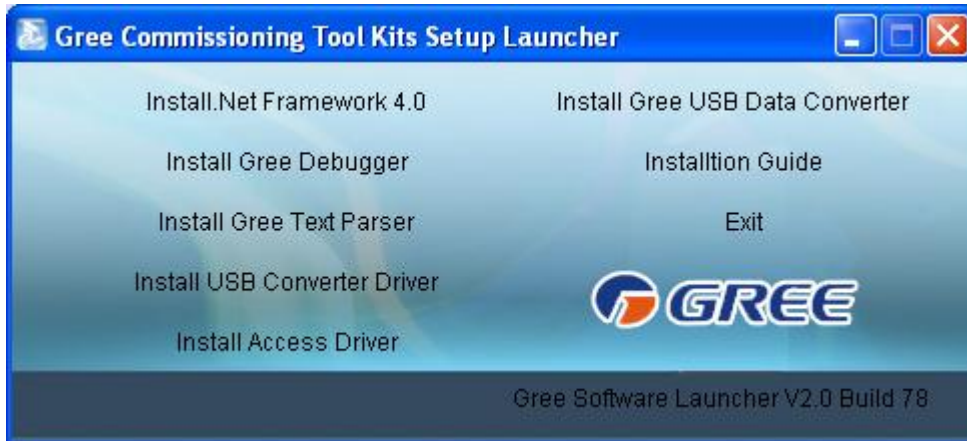 Gree Commissioning Tool Kits Setup Launcher
Install.Net Framework 4.0
Install Gree USB Data Converter
Install Gree Debugger
Installtion Guide
Install Gree Text Parser
Exit
Install USB Converter Driver
GREE
Install Access Driver
Gree Software Launcher V2.0 Build 78